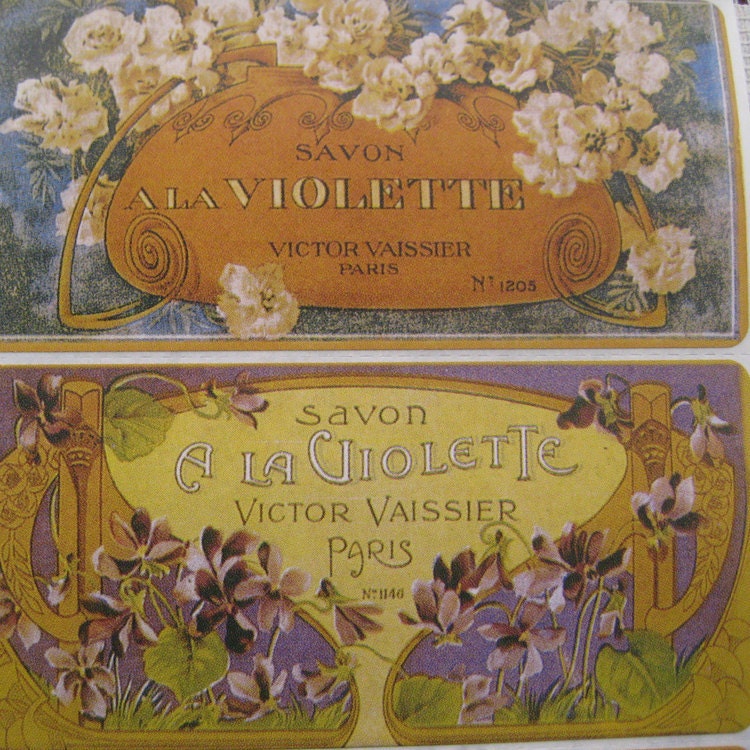 SAVON
A LA VIOLETTE
VICTOR VAISSIER
PARIS
Nº 1205
SAVON
A LA VIOLETTE
VICTOR VAISSIER
PARIS
Nº 1146